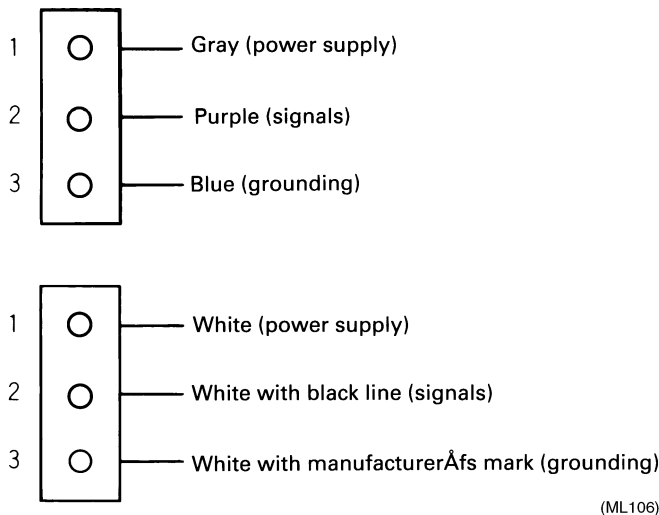 1 Gray (power supply)
2 Purple (signals)
3 Blue (grounding)
1 White (power supply)
2 White with black line (signals)
3 White with manufacturerÅfs mark (grounding)
(ML106)